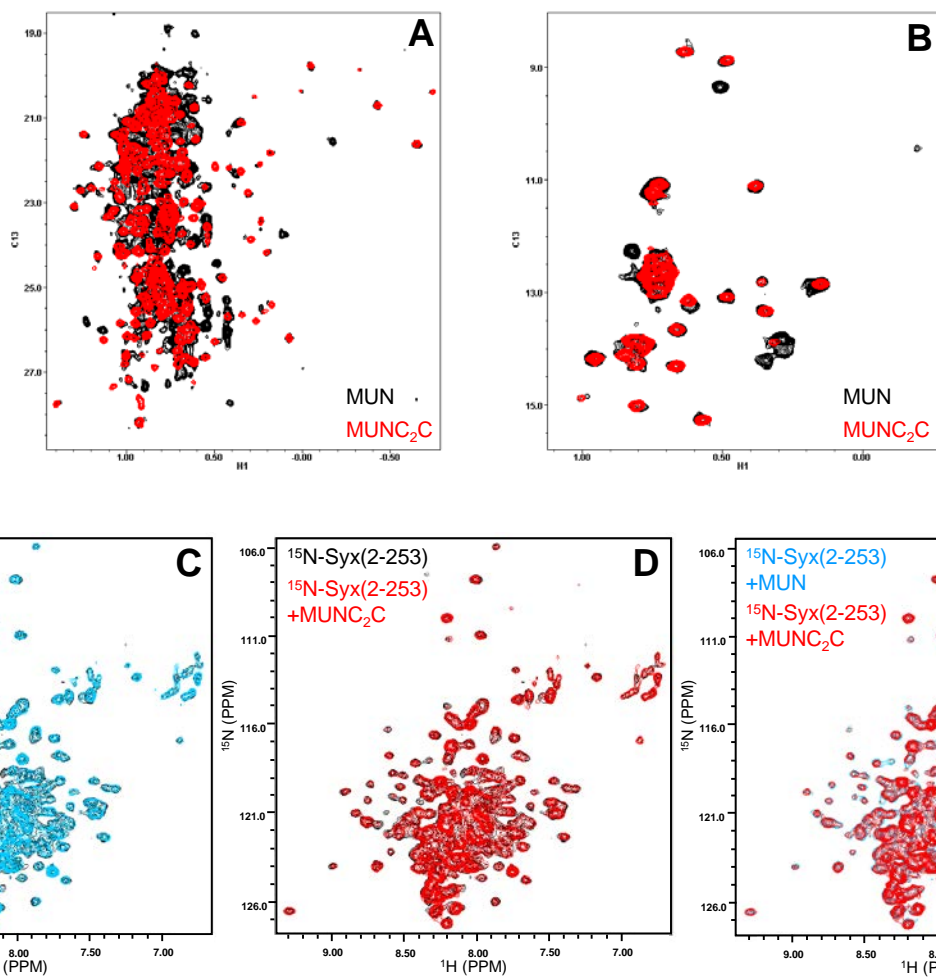 A
19.0
21.0
23.0
25.0
27.0
C13
1.00 0.50 -0.00 -0.50
H1
MUN
MUNC₂C
B
9.0
11.0
13.0
15.0
C13
1.00 0.50 0.00
H1
MUN
MUNC₂C
C
8.00 7.50 7.00
(PPM)
D
¹⁵N-Syx(2-253)
¹⁵N-Syx(2-253)
+MUNC₂C
106.0
111.0
116.0
121.0
126.0
¹⁵N (PPM)
9.00 8.50 8.00 7.50 7.00
¹H (PPM)
¹⁵N-Syx(2-253)
+MUN
¹⁵N-Syx(2-253)
+MUNC₂C
106.0
111.0
116.0
121.0
126.0
¹⁵N (PPM)
9.00 8.50